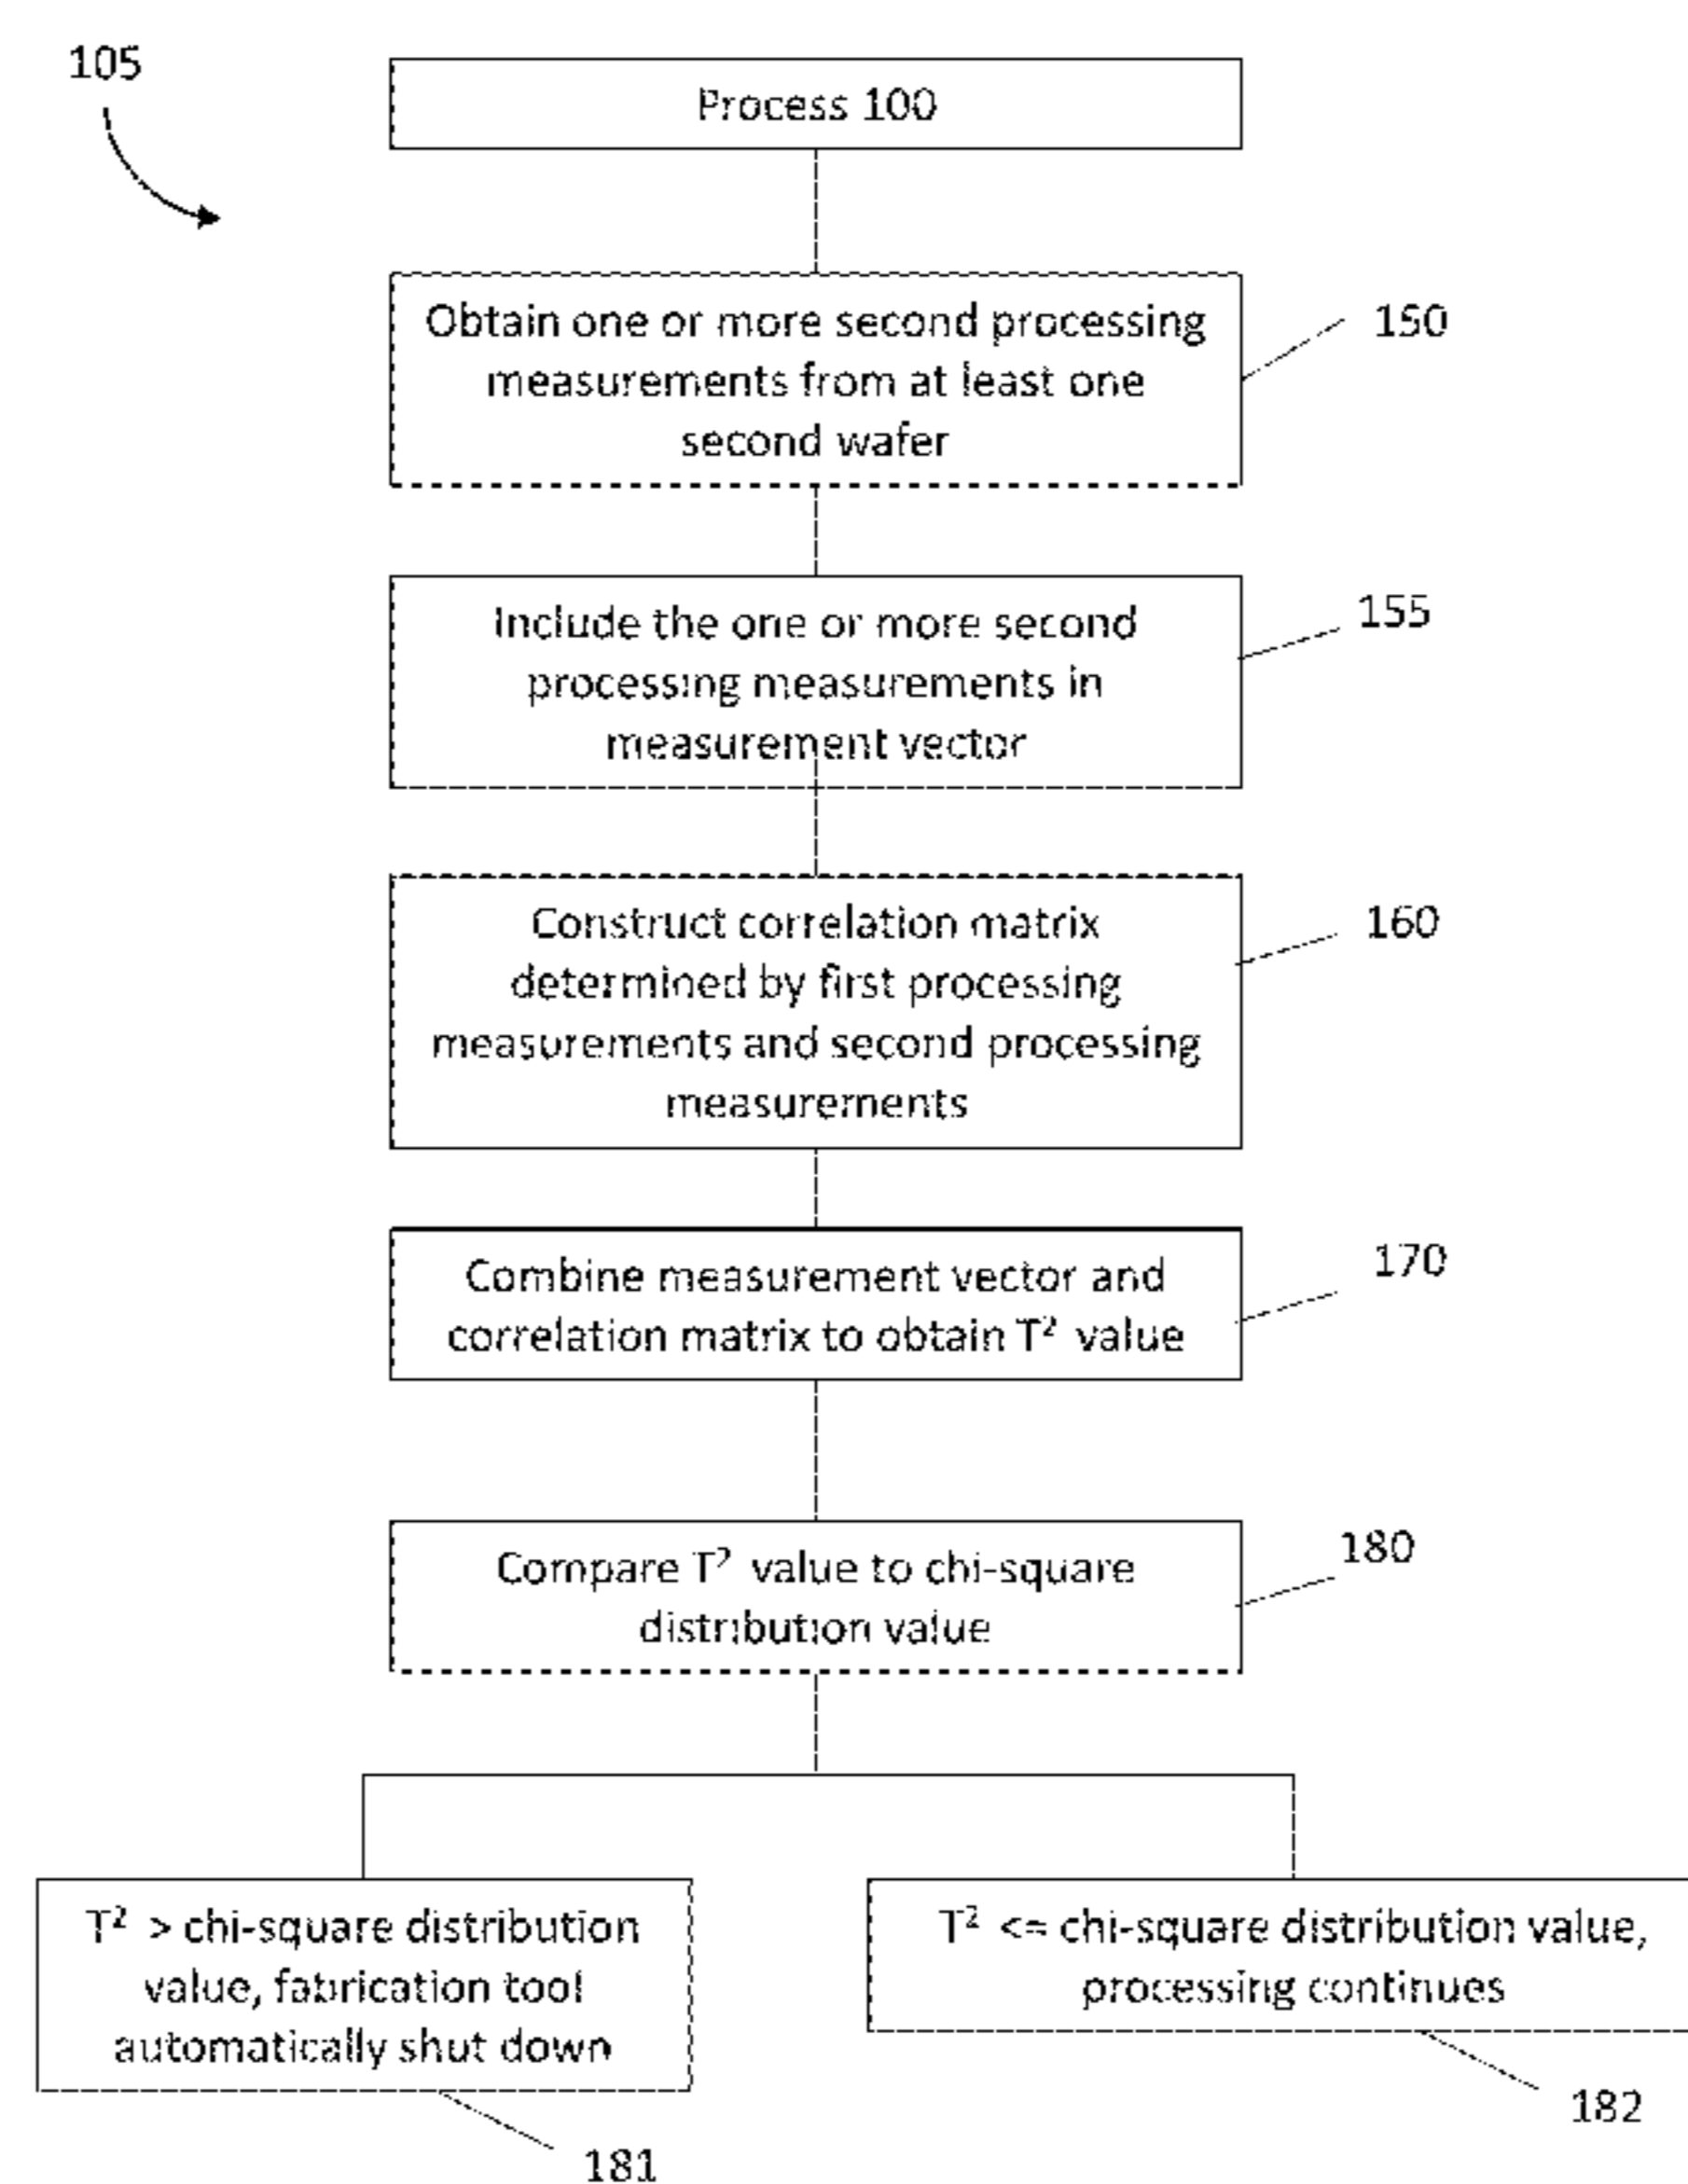 105
Process 100
Obtain one or more second processing
measurements from at least one
second wafer
150
Include the one or more second
processing measurements in
measurement vector
155
Construct correlation matrix
determined by first processing
measurements and second processing
measurements
160
Combine measurement vector and
correlation matrix to obtain T² value
170
Compare T² value to chi-square
distribution value
180
T² > chi-square distribution
value, fabrication tool
automatically shut down
181
T² <= chi-square distribution value,
processing continues
182